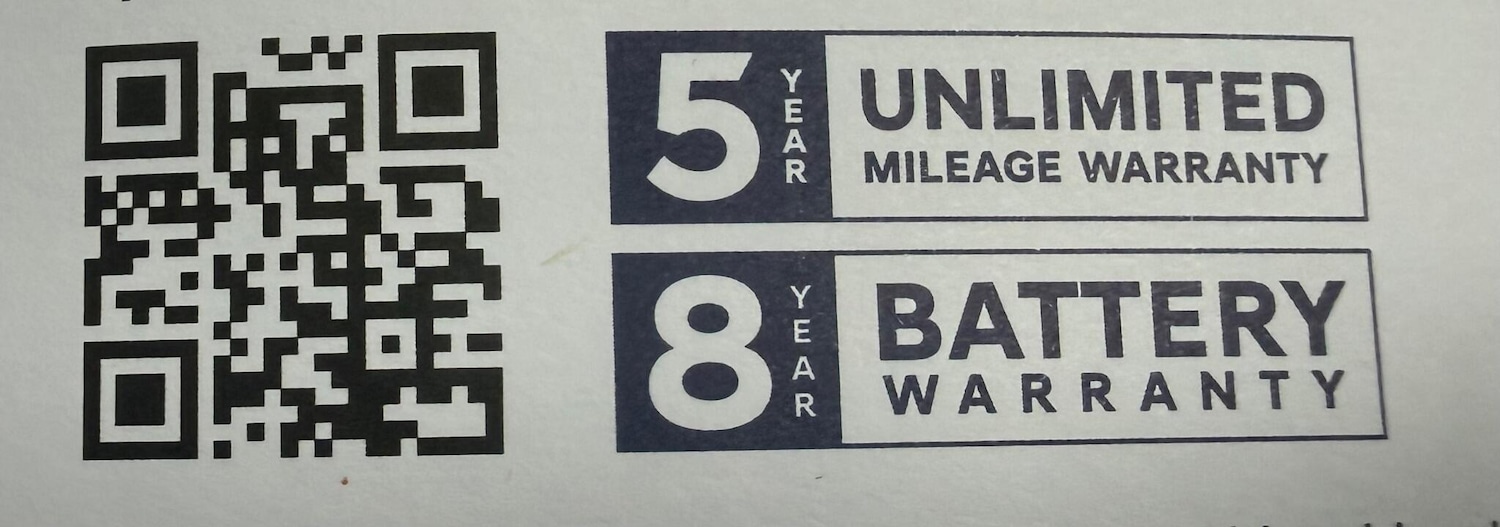 5 YEAR UNLIMITED
MILEAGE WARRANTY
8 YEAR BATTERY
WARRANTY